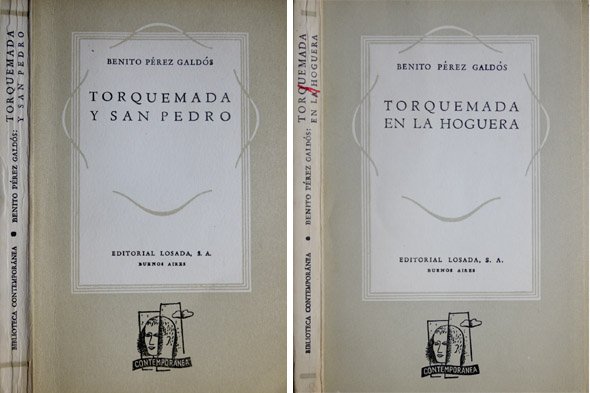 BIBLIOTECA CONTEMPORÁNEA ● BENITO PÉREZ GALDÓS: TORQUEMADA
Y SAN PEDRO
BENITO PÉREZ GALDÓS
TORQUEMADA
Y SAN PEDRO
EDITORIAL LOSADA, S. A.
BUENOS AIRES
CONTEMPORÁNEA
BIBLIOTECA CONTEMPORÁNEA ● BENITO PÉREZ GALDÓS: TORQUEMADA
EN LA HOGUERA
BENITO PÉREZ GALDÓS
TORQUEMADA
EN LA HOGUERA
EDITORIAL LOSADA, S. A.
BUENOS AIRES
CONTEMPORÁNEA